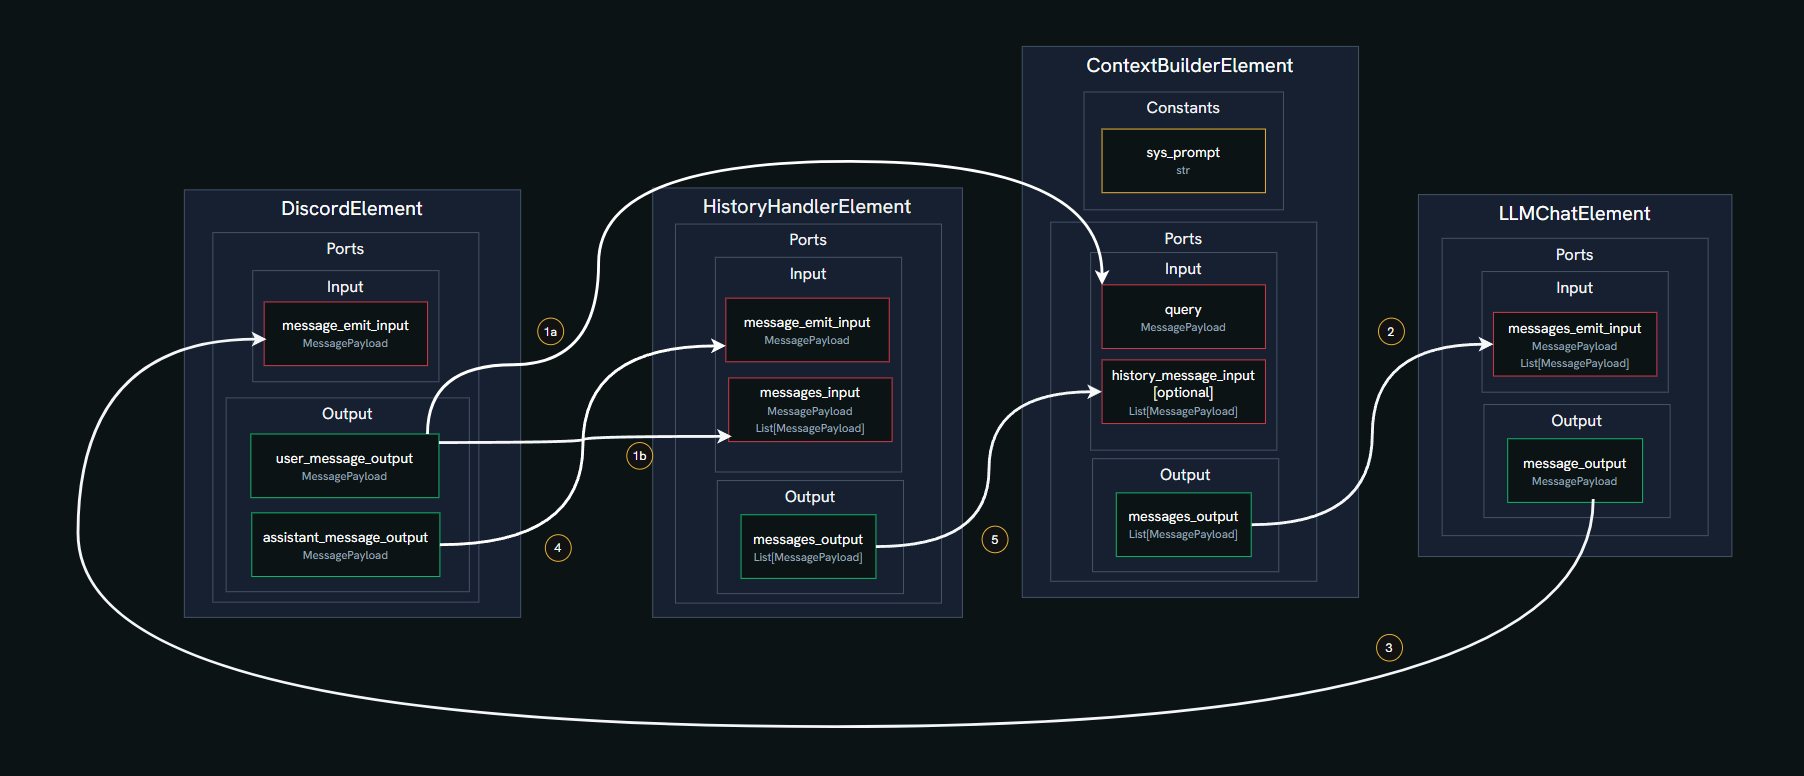 DiscordElement
Ports
Input
message_emit_input
MessagePayload
Output
user_message_output
MessagePayload
assistant_message_output
MessagePayload
1a
1b
4
HistoryHandlerElement
Ports
Input
message_emit_input
MessagePayload
messages_input
MessagePayload
List[MessagePayload]
Output
messages_output
List[MessagePayload]
5
ContextBuilderElement
Constants
sys_prompt
str
Ports
Input
query
MessagePayload
history_message_input
[optional]
List[MessagePayload]
Output
messages_output
List[MessagePayload]
2
3
LLMChatElement
Ports
Input
messages_emit_input
MessagePayload
List[MessagePayload]
Output
message_output
MessagePayload